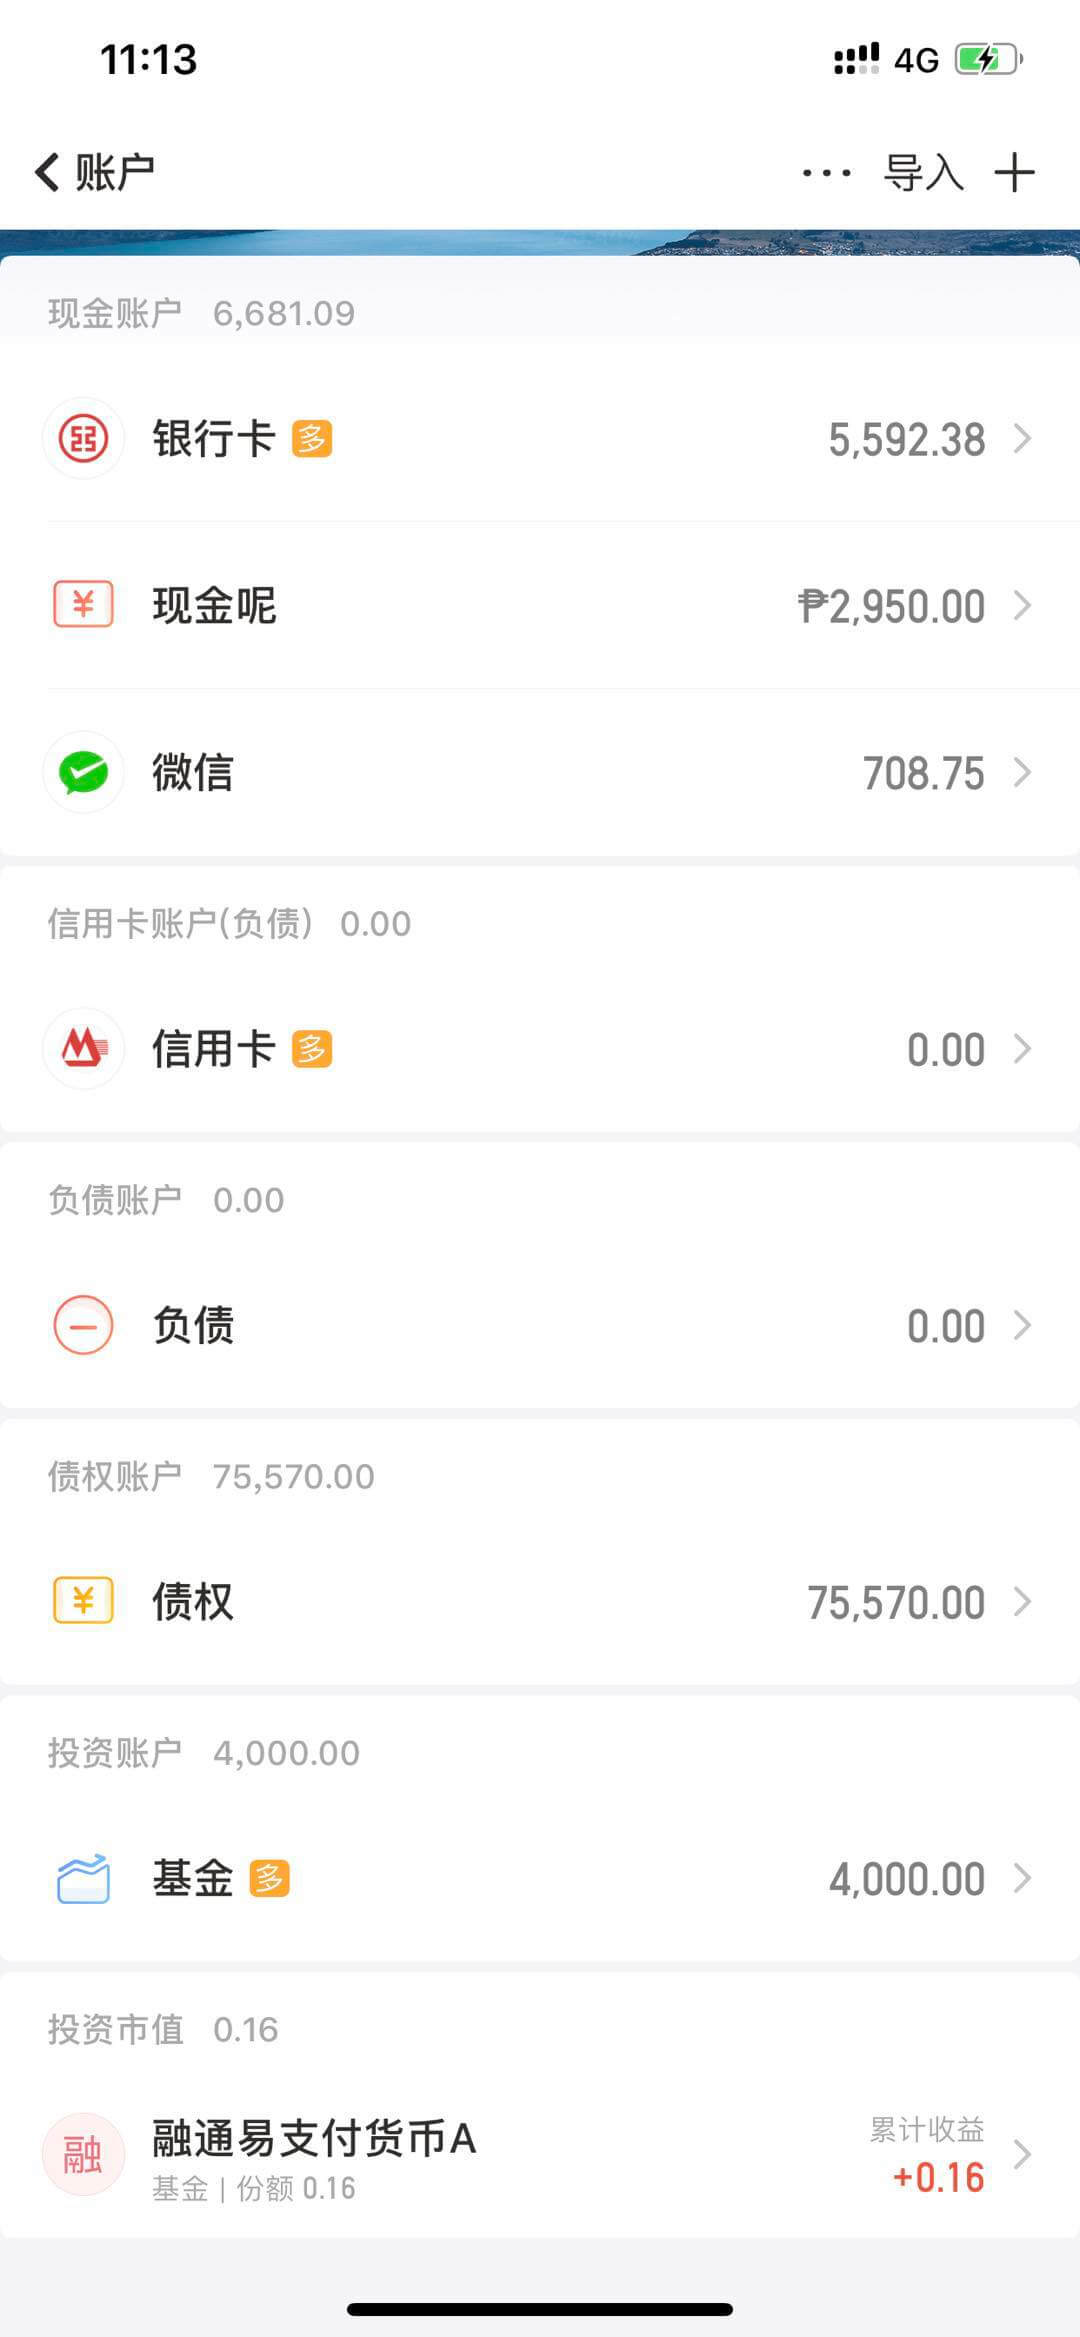 11:13 4G
账户 ··· 导入
现金账户 6,681.09
银行卡 多 5,592.38
¥ 现金呢 ₱2,950.00
微信 708.75
信用卡账户(负债) 0.00
信用卡 多 0.00
负债账户 0.00
负债 0.00
债权账户 75,570.00
¥ 债权 75,570.00
投资账户 4,000.00
基金 多 4,000.00
投资市值 0.16
融 融通易支付货币A 累计收益
基金 | 份额 0.16 +0.16